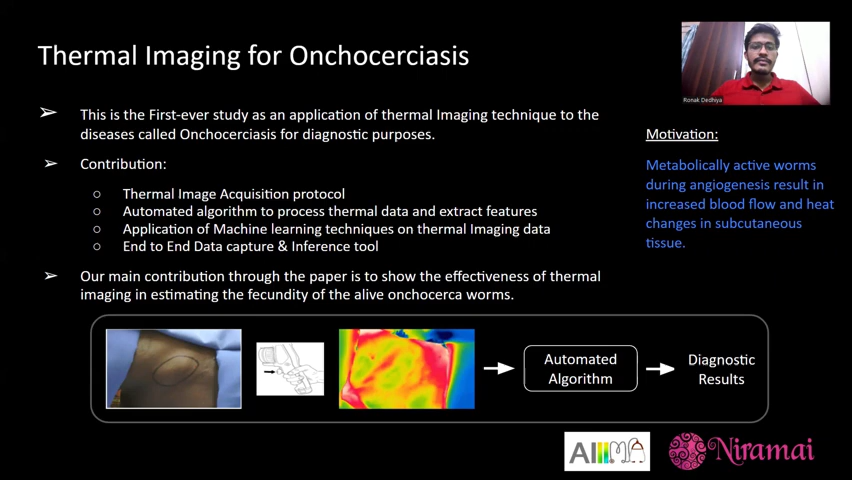 Thermal Imaging for Onchocerciasis
Ronak Dedhiya
➢ This is the First-ever study as an application of thermal Imaging technique to the
diseases called Onchocerciasis for diagnostic purposes.
➢ Contribution:
○ Thermal Image Acquisition protocol
○ Automated algorithm to process thermal data and extract features
○ Application of Machine learning techniques on thermal Imaging data
○ End to End Data capture & Inference tool
➢ Our main contribution through the paper is to show the effectiveness of thermal
imaging in estimating the fecundity of the alive onchocerca worms.
Motivation:
Metabolically active worms
during angiogenesis result in
increased blood flow and heat
changes in subcutaneous
tissue.
Automated
Algorithm
Diagnostic
Results
Niramai